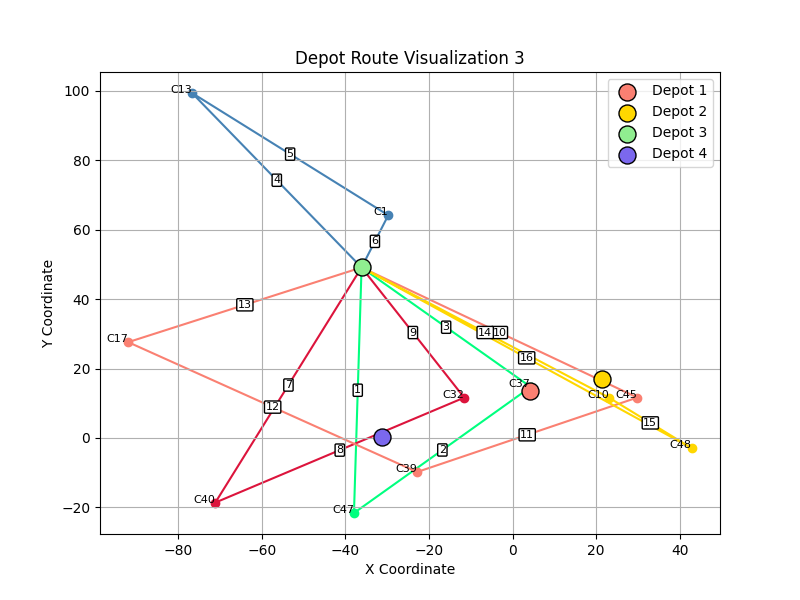 Depot Route Visualization 3
Depot 1
Depot 2
Depot 3
Depot 4
Y Coordinate
100
80
60
40
20
0
−20
C13
5
4
C1
6
13
3
9
14
10
16
C17
1
7
12
C32
C37
C10
C45
15
C48
11
8
2
C39
C40
C47
−80
−60
−40
−20
0
20
40
X Coordinate